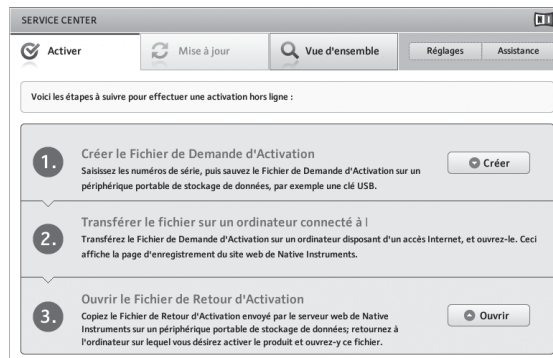 SERVICE CENTER
Activer
Mise à jour
Vue d'ensemble
Réglages
Assistance
Voici les étapes à suivre pour effectuer une activation hors ligne :
1.
Créer le Fichier de Demande d'Activation
Saisissez les numéros de série, puis sauvez le Fichier de Demande d'Activation sur un
périphérique portable de stockage de données, par exemple une clé USB.
Créer
2.
Transférer le fichier sur un ordinateur connecté à l
Transférez le Fichier de Demande d'Activation sur un ordinateur disposant d'un accès Internet, et ouvrez-le. Ceci
affiche la page d'enregistrement du site web de Native Instruments.
3.
Ouvrir le Fichier de Retour d'Activation
Copiez le Fichier de Retour d'Activation envoyé par le serveur web de Native
Instruments sur un périphérique portable de stockage de données; retournez à
l'ordinateur sur lequel vous désirez activer le produit et ouvrez-y ce fichier.
Ouvrir